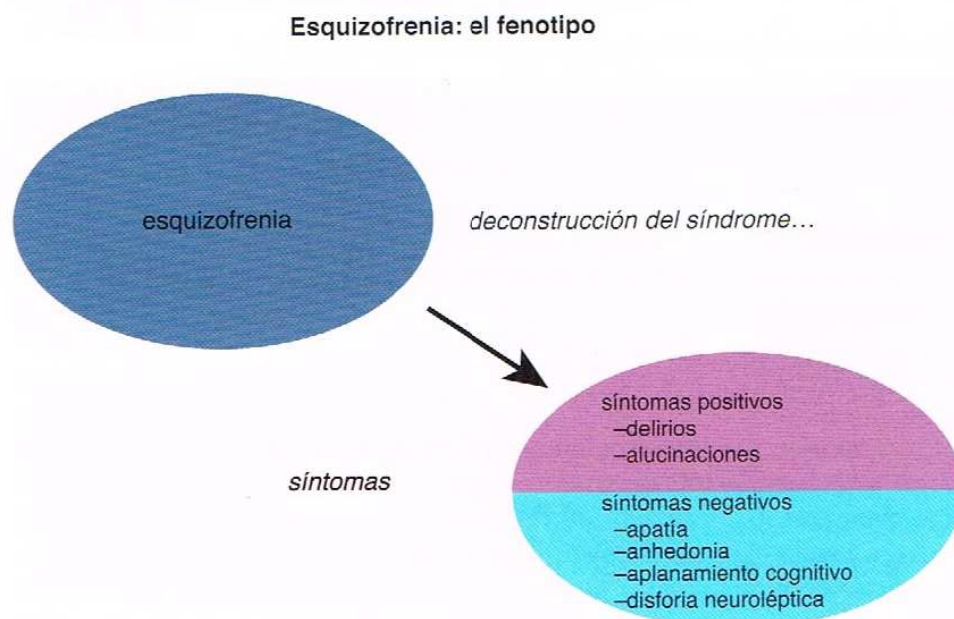 Esquizofrenia: el fenotipo
esquizofrenia
deconstrucción del síndrome…
síntomas positivos
–delirios
–alucinaciones
síntomas
síntomas negativos
–apatía
–anhedonia
–aplanamiento cognitivo
–disforia neuroléptica